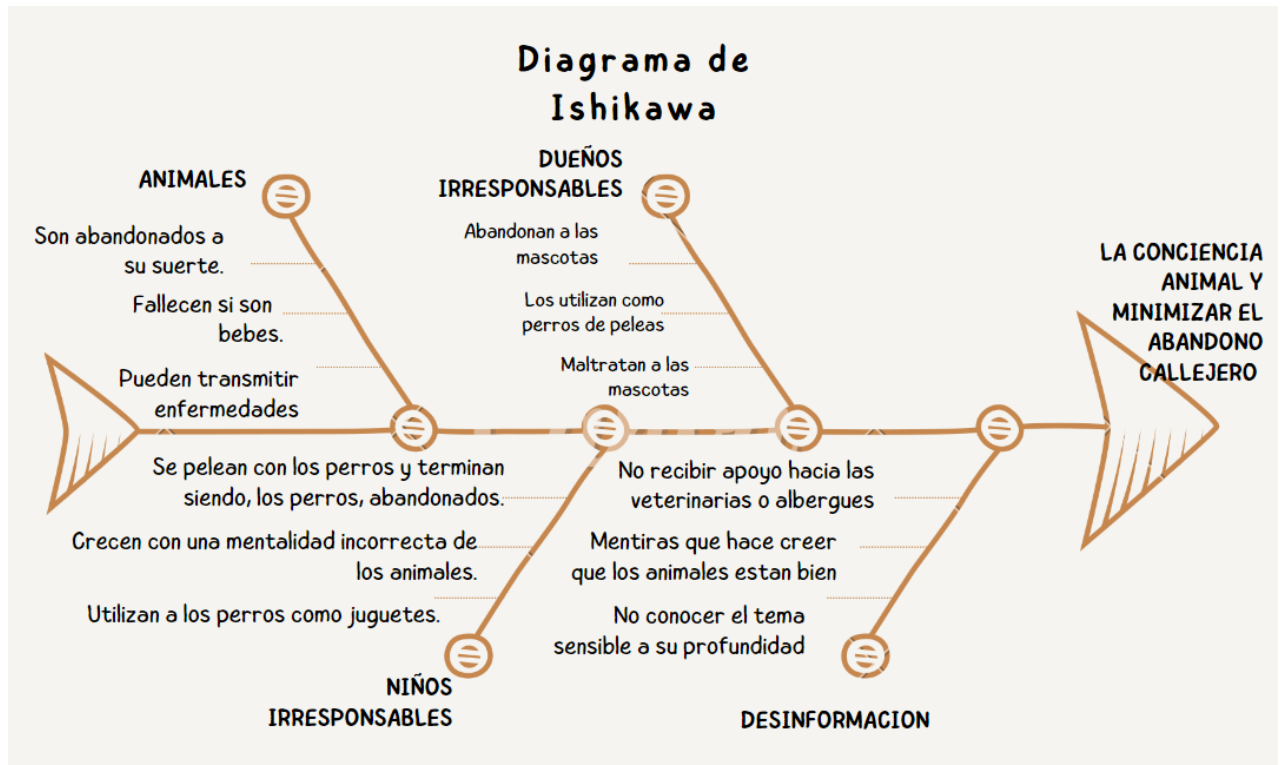 Diagrama de
Ishikawa
ANIMALES
Son abandonados a
su suerte.
Fallecen si son
bebes.
Pueden transmitir
enfermedades
DUEÑOS
IRRESPONSABLES
Abandonan a las
mascotas
Los utilizan como
perros de peleas
Maltratan a las
mascotas
LA CONCIENCIA
ANIMAL Y
MINIMIZAR EL
ABANDONO
CALLEJERO
Se pelean con los perros y terminan
siendo, los perros, abandonados.
Crecen con una mentalidad incorrecta de
los animales.
Utilizan a los perros como juguetes.
NIÑOS
IRRESPONSABLES
No recibir apoyo hacia las
veterinarias o albergues
Mentiras que hace creer
que los animales estan bien
No conocer el tema
sensible a su profundidad
DESINFORMACION